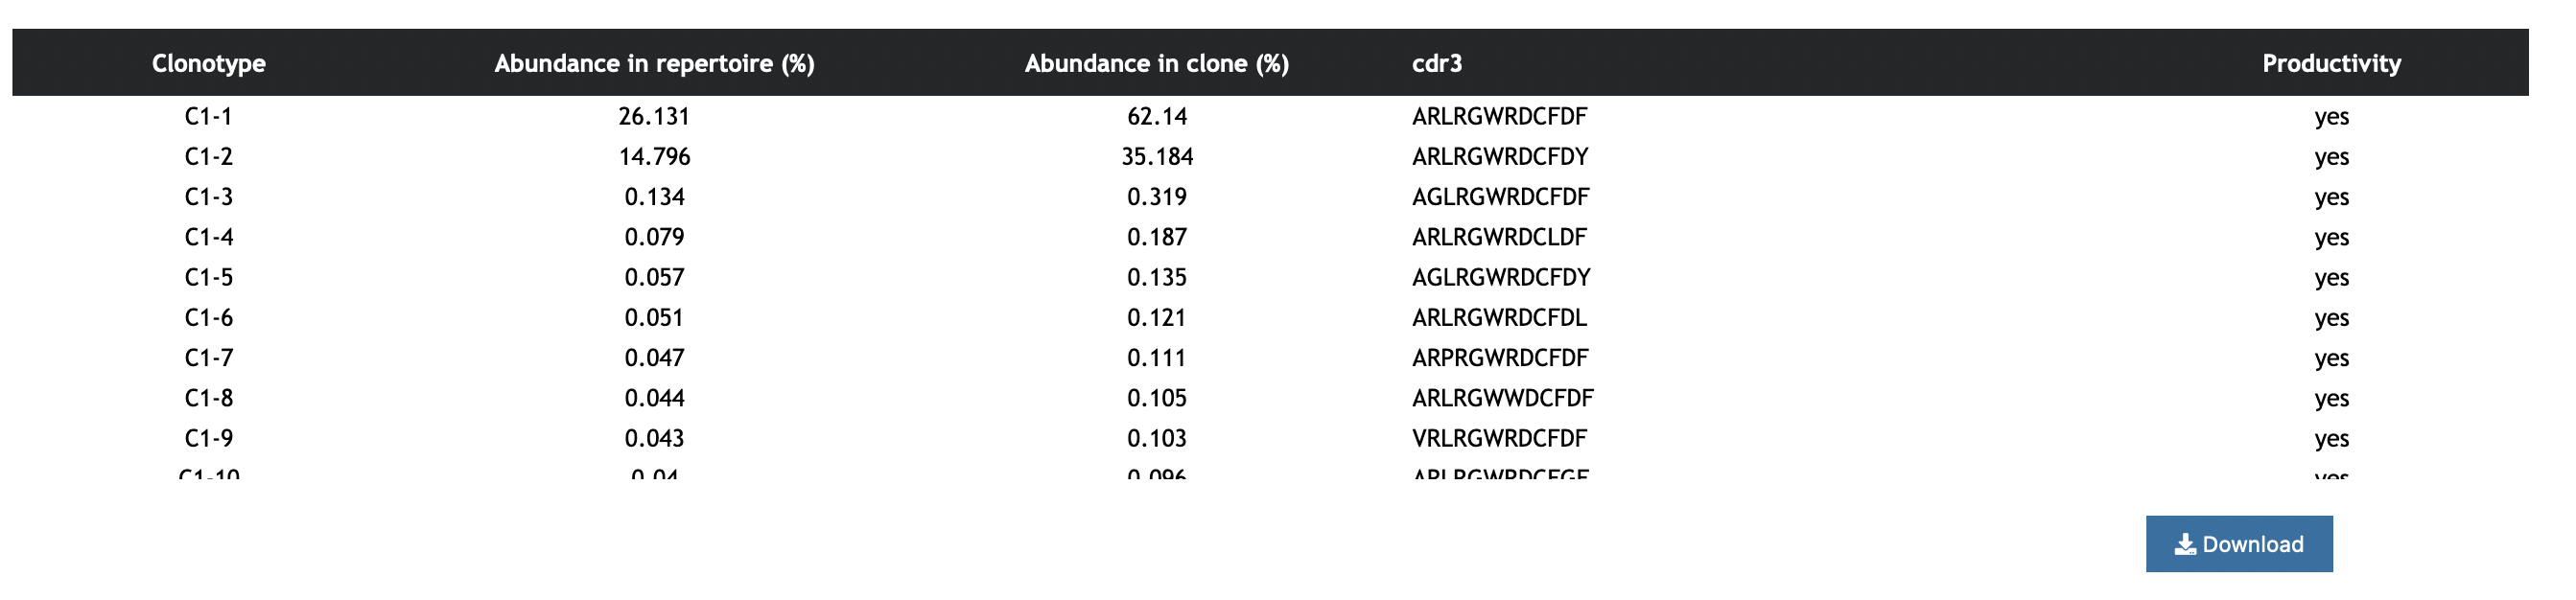 Clonotype Abundance in repertoire (%) Abundance in clone (%) cdr3 Productivity
C1-1 26.131 62.14 ARLRGWRDCFDF yes
C1-2 14.796 35.184 ARLRGWRDCFDY yes
C1-3 0.134 0.319 AGLRGWRDCFDF yes
C1-4 0.079 0.187 ARLRGWRDCLDF yes
C1-5 0.057 0.135 AGLRGWRDCFDY yes
C1-6 0.051 0.121 ARLRGWRDCFDL yes
C1-7 0.047 0.111 ARPRGWRDCFDF yes
C1-8 0.044 0.105 ARLRGWWDCFDF yes
C1-9 0.043 0.103 VRLRGWRDCFDF yes
C1-10 0.04 0.096 yes
Download